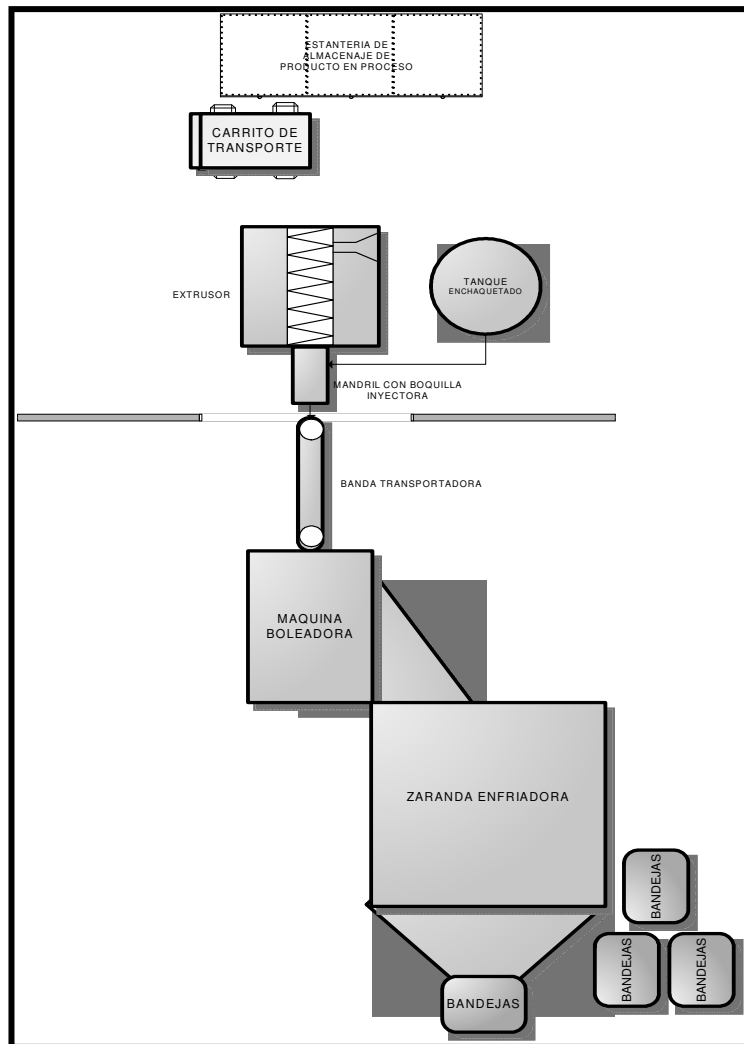 ESTANTERIA DE
ALMACENAJE DE
PRODUCTO EN PROCESO
CARRITO DE
TRANSPORTE
EXTRUSOR
TANQUE
ENCHAQUETADO
MANDRIL CON BOQUILLA
INYECTORA
BANDA TRANSPORTADORA
MAQUINA
BOLEADORA
ZARANDA ENFRIADORA
BANDEJAS
BANDEJAS
BANDEJAS
BANDEJAS